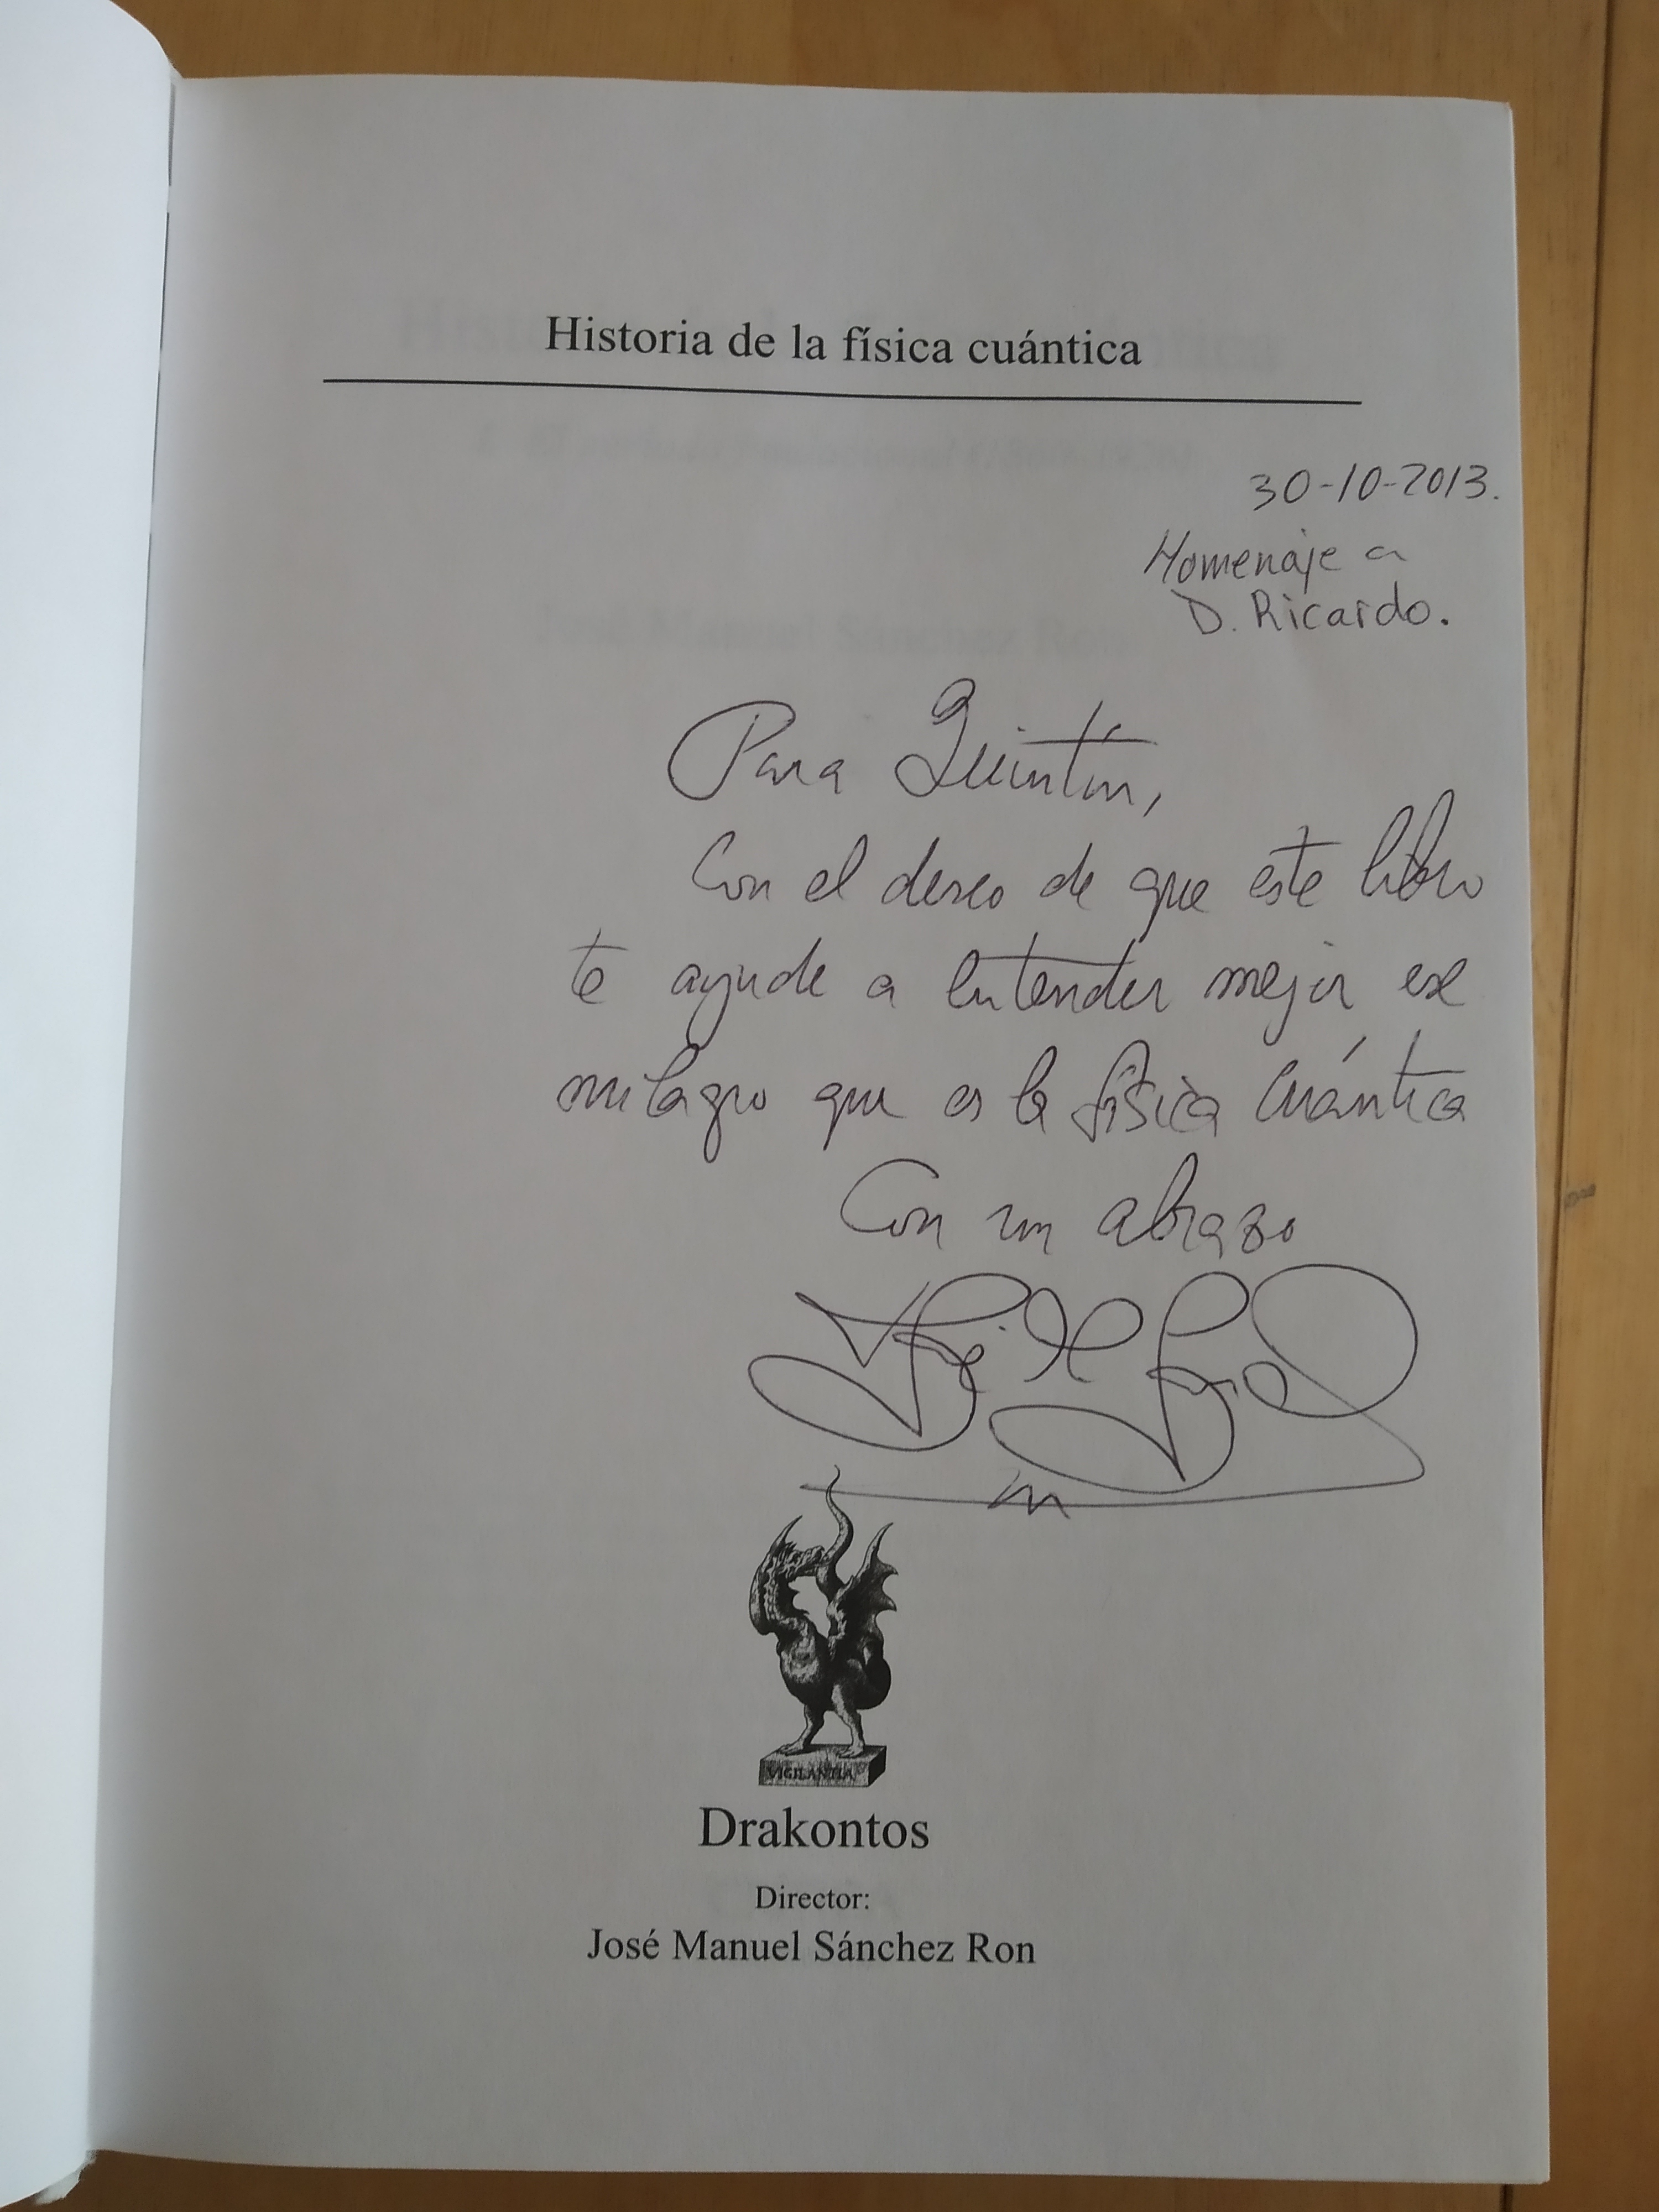 Historia de la física cuántica
30-10-2013.
Homenaje a
D. Ricardo.
Para Quintín,
Con el deseo de que este libro
te ayude a entender mejor ese
milagro que es la física cuántica
Con un abrazo
VIGILANTIA
Drakontos
Director:
José Manuel Sánchez Ron